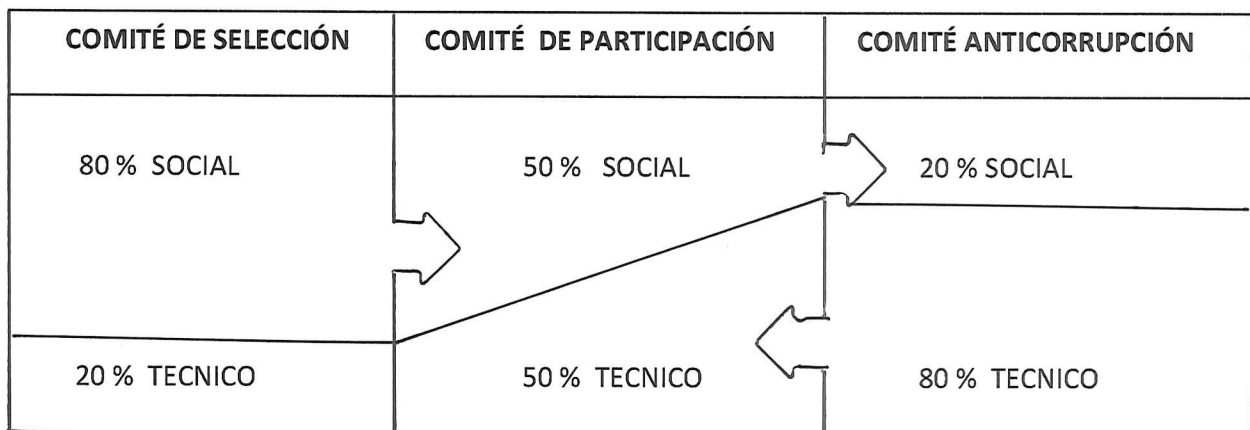 COMITÉ DE SELECCIÓN
COMITÉ DE PARTICIPACIÓN
COMITÉ ANTICORRUPCIÓN
80 % SOCIAL
50 % SOCIAL
20 % SOCIAL
20 % TECNICO
50 % TECNICO
80 % TECNICO